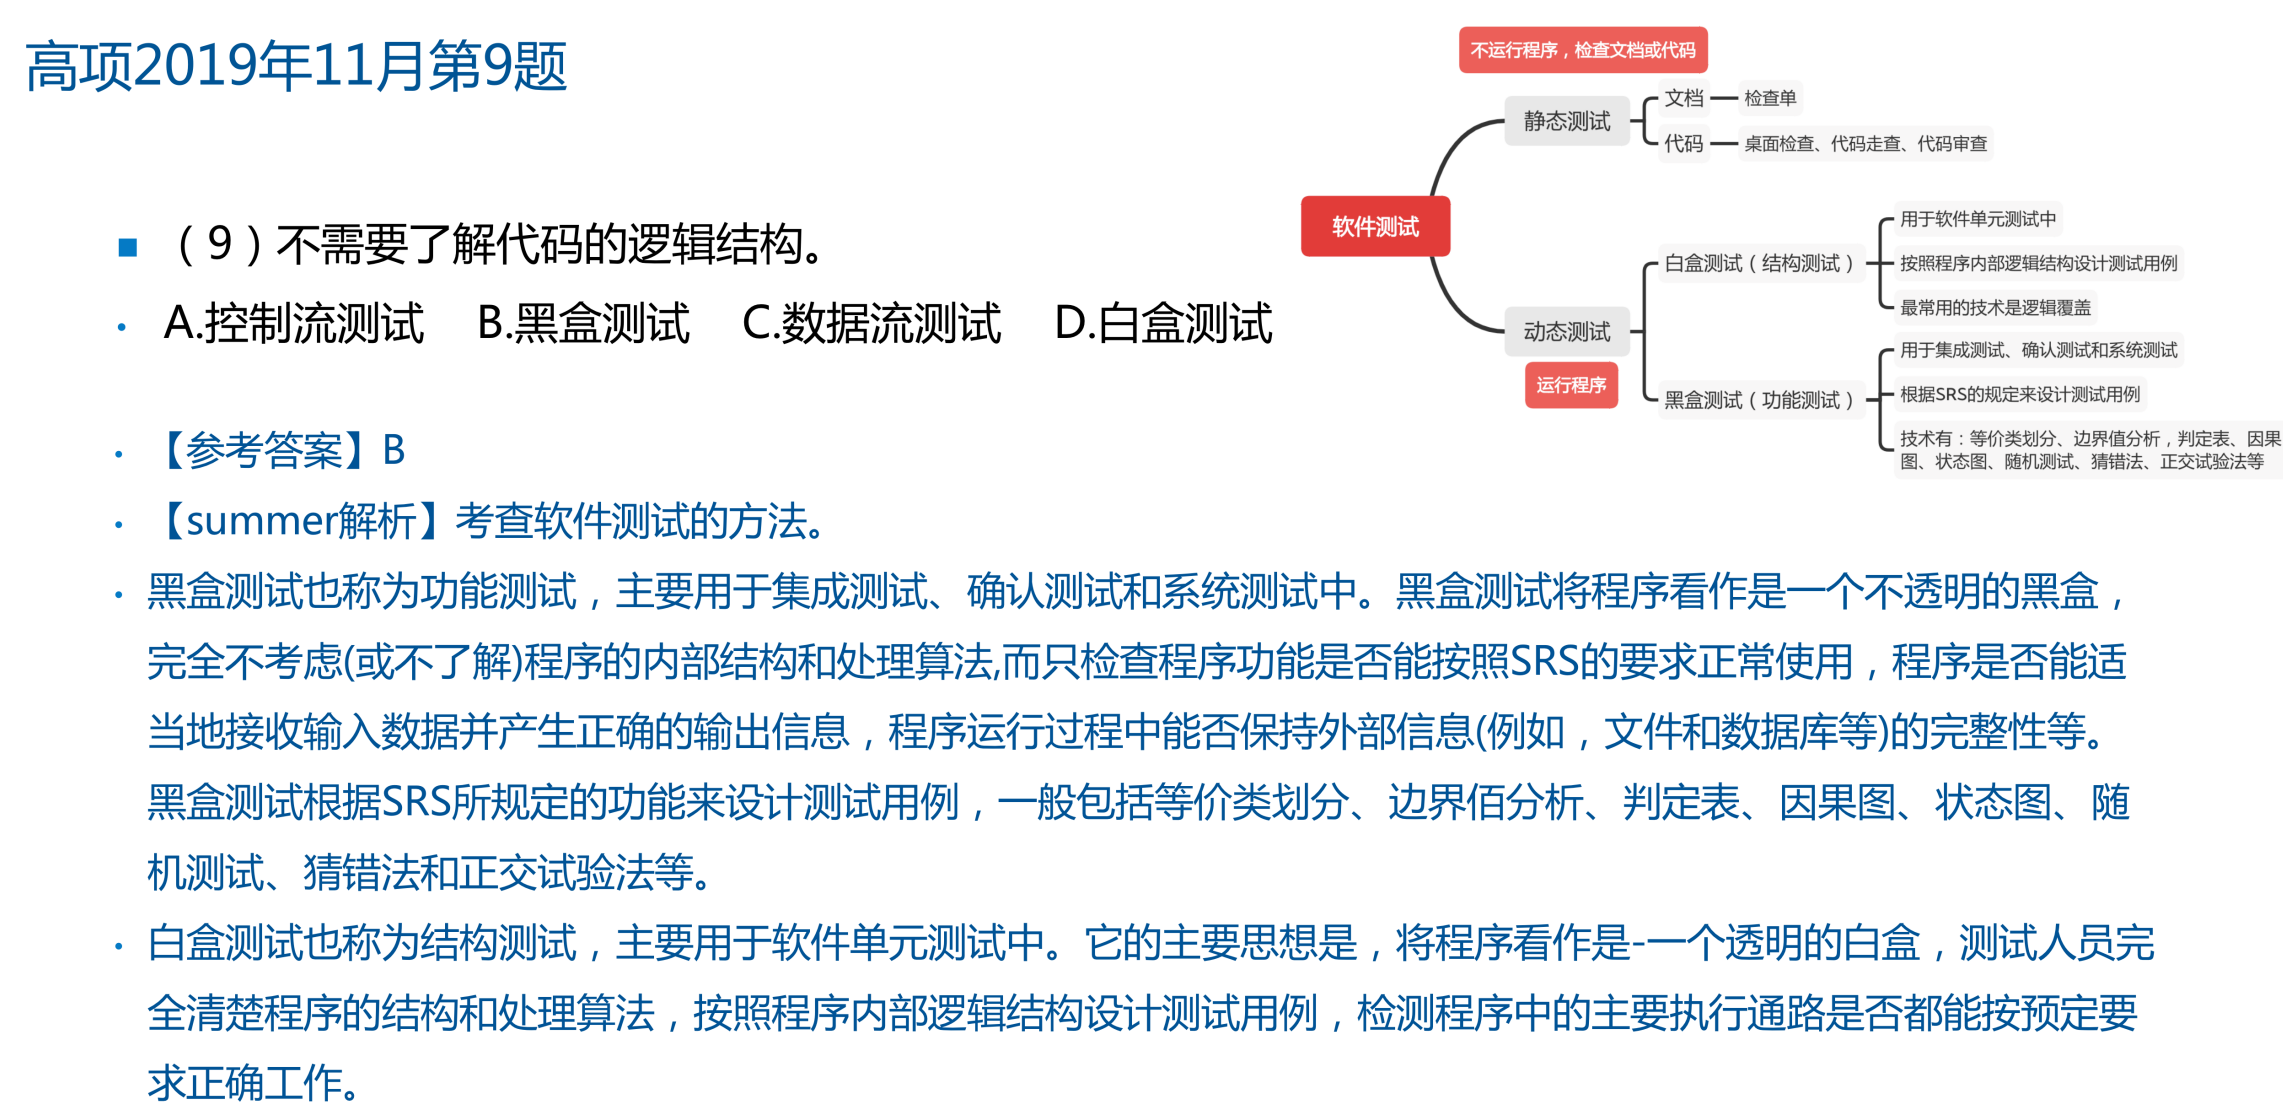 高项2019年11月第9题
（9）不需要了解代码的逻辑结构。
A.控制流测试 B.黑盒测试 C.数据流测试 D.白盒测试
不运行程序，检查文档或代码
静态测试
文档
检查单
代码
桌面检查、代码走查、代码审查
软件测试
动态测试
运行程序
白盒测试（结构测试）
用于软件单元测试中
按照程序内部逻辑结构设计测试用例
最常用的技术是逻辑覆盖
黑盒测试（功能测试）
用于集成测试、确认测试和系统测试
根据SRS的规定来设计测试用例
技术有：等价类划分、边界值分析，判定表、因果
图、状态图、随机测试、猜错法、正交试验法等
【参考答案】B
【summer解析】考查软件测试的方法。
黑盒测试也称为功能测试，主要用于集成测试、确认测试和系统测试中。黑盒测试将程序看作是一个不透明的黑盒，
完全不考虑(或不了解)程序的内部结构和处理算法,而只检查程序功能是否能按照SRS的要求正常使用，程序是否能适
当地接收输入数据并产生正确的输出信息，程序运行过程中能否保持外部信息(例如，文件和数据库等)的完整性等。
黑盒测试根据SRS所规定的功能来设计测试用例，一般包括等价类划分、边界佰分析、判定表、因果图、状态图、随
机测试、猜错法和正交试验法等。
白盒测试也称为结构测试，主要用于软件单元测试中。它的主要思想是，将程序看作是-一个透明的白盒，测试人员完
全清楚程序的结构和处理算法，按照程序内部逻辑结构设计测试用例，检测程序中的主要执行通路是否都能按预定要
求正确工作。